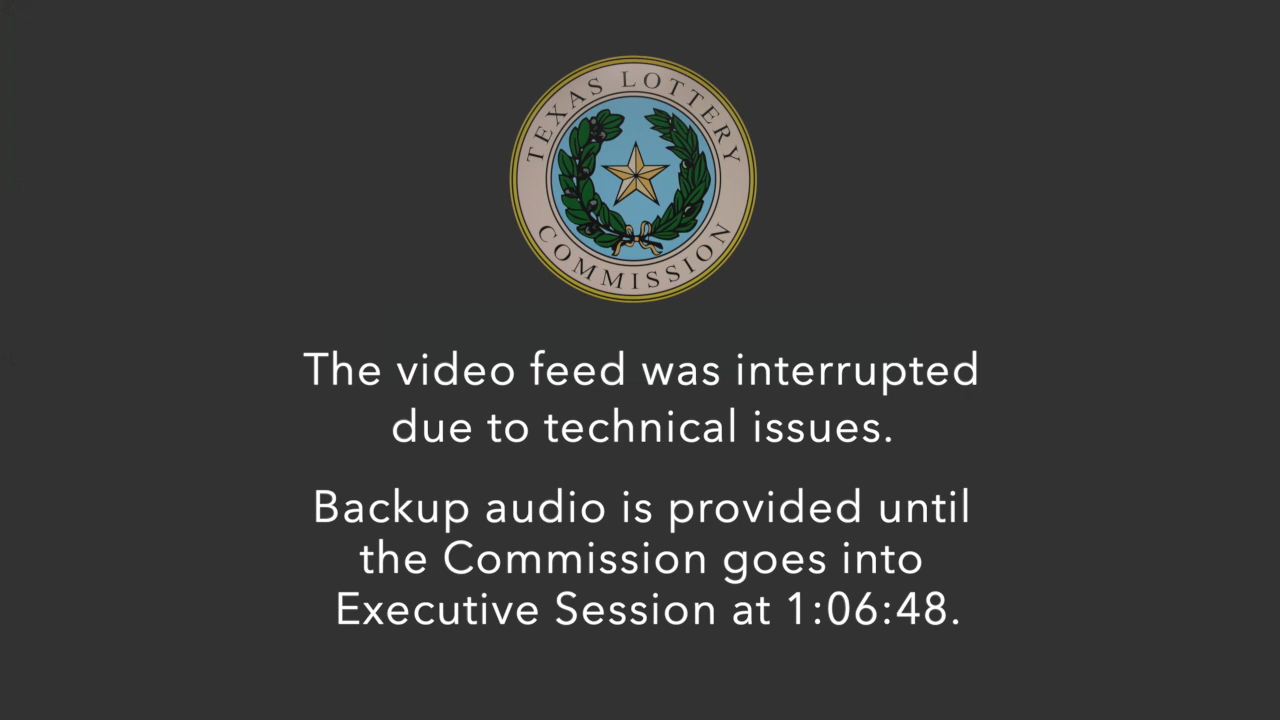 TEXAS LOTTERY
COMMISSION
The video feed was interrupted
due to technical issues.
Backup audio is provided until
the Commission goes into
Executive Session at 1:06:48.